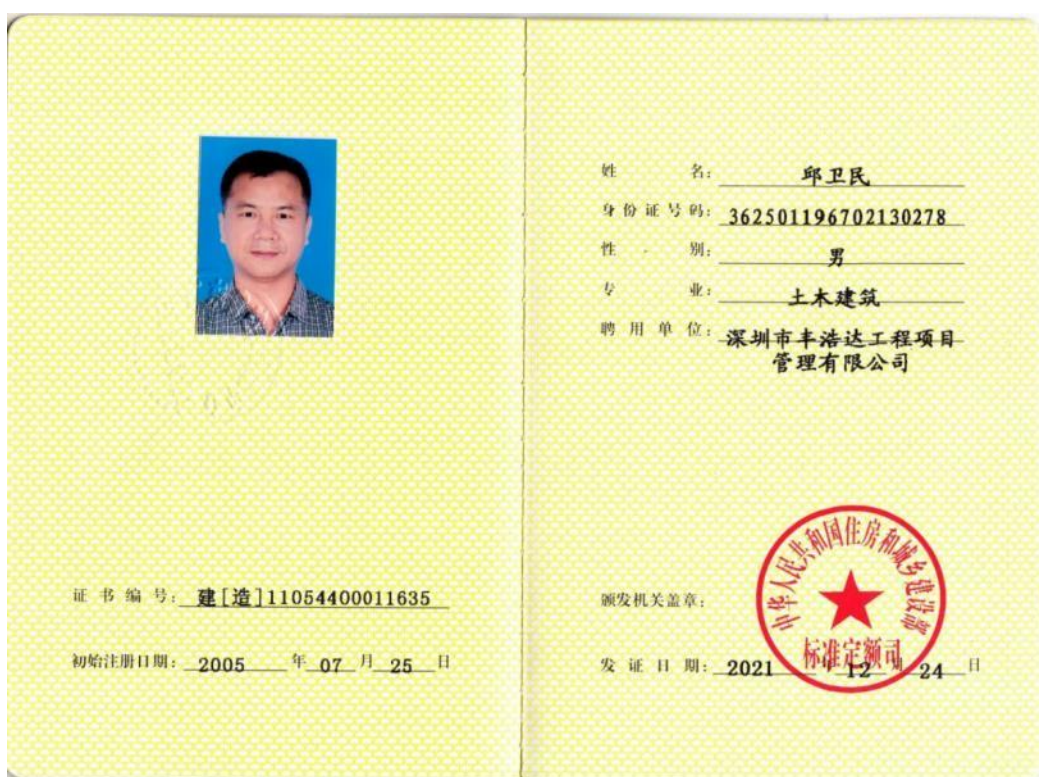 证书编号：建[造]11054400011635
初始注册日期：2005年07月25日
姓名：邱卫民
身份证号码：362501196702130278
性别：男
专业：土木建筑
聘用单位：深圳市丰浩达工程项目
管理有限公司
颁发机关盖章：
中华人民共和国住房和城乡建设部
标准定额司
发证日期：2021年12月24日